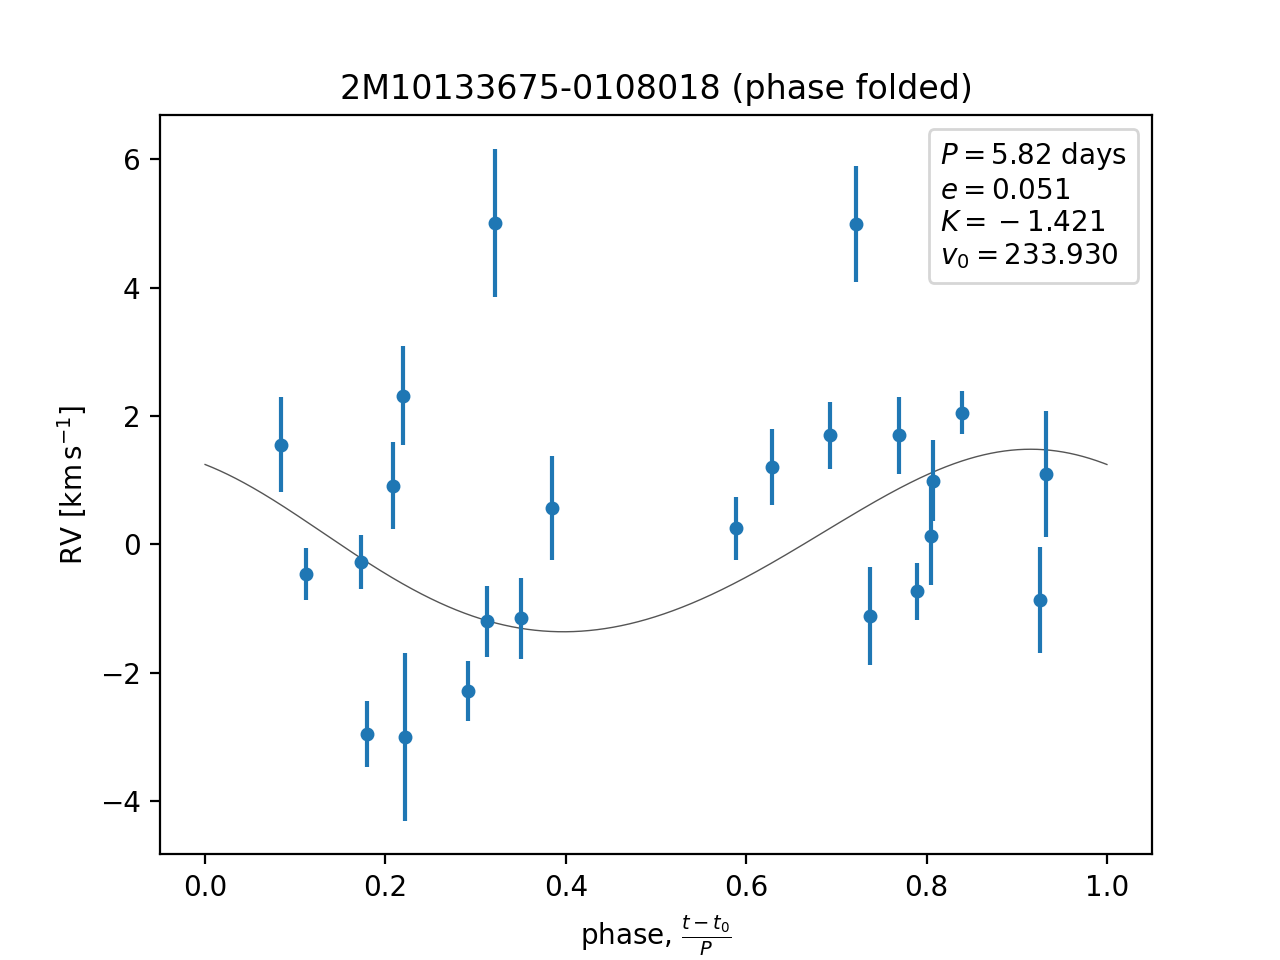 2M10133675-0108018 (phase folded)
P = 5.82 days
e = 0.051
K = −1.421
v₀ = 233.930
RV [km s⁻¹]
6
4
2
0
−2
−4
0.0 0.2 0.4 0.6 0.8 1.0
phase, (t − t₀)/P